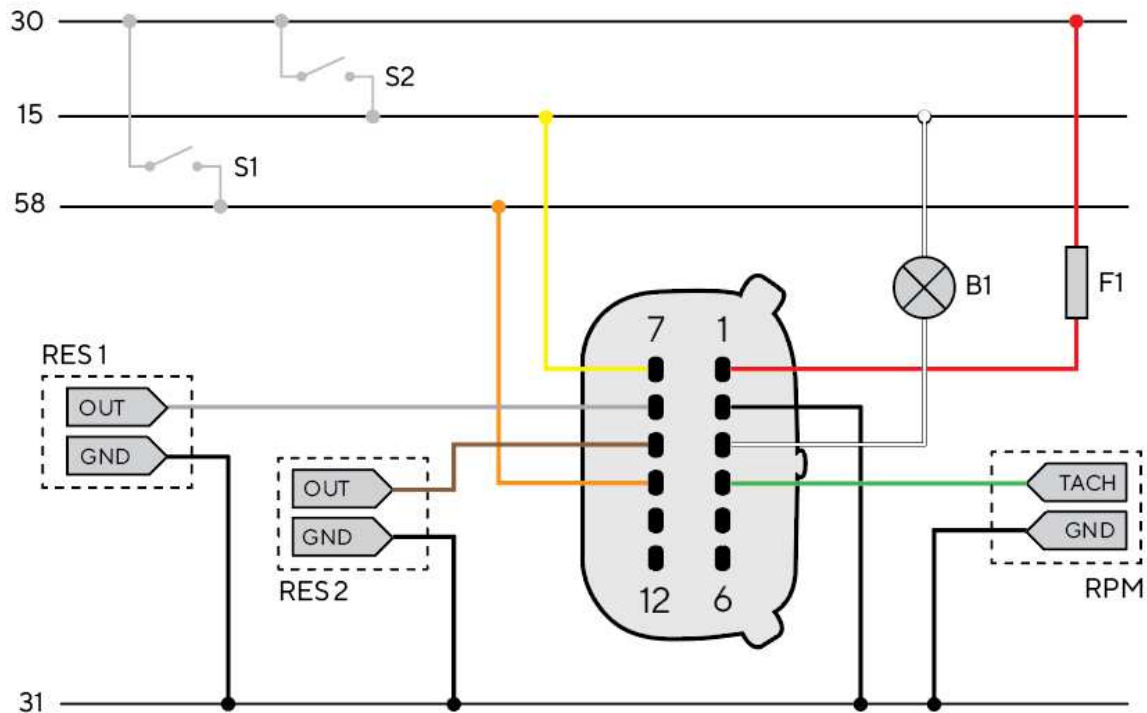 30
S2
15
S1
58
B1
F1
7 1
RES 1
OUT
GND
OUT
GND
RES 2
TACH
GND
RPM
12 6
31